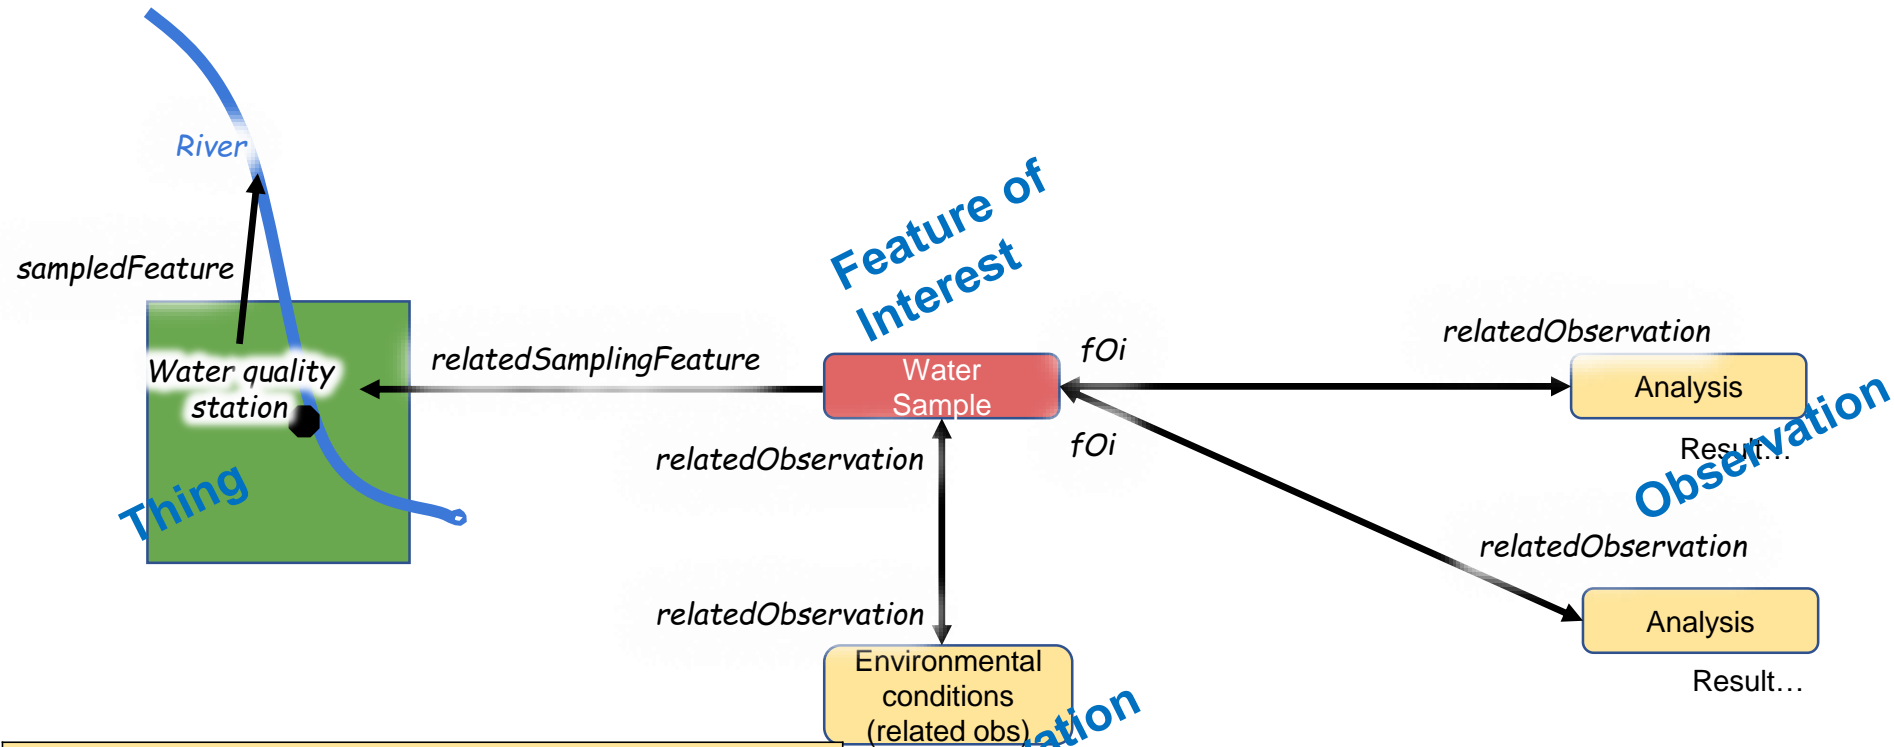 River
sampledFeature
Water quality
station
Thing
relatedSamplingFeature
Feature of
Interest
Water
Sample
fOi
fOi
relatedObservation
Analysis
Result…
Observation
relatedObservation
Analysis
Result…
relatedObservation
relatedObservation
Environmental
conditions
(related obs)